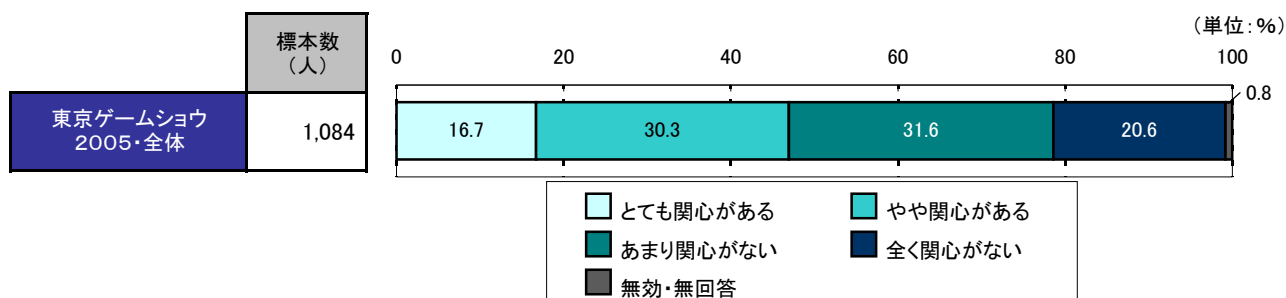 (単位:%)
標本数
(人)
0 20 40 60 80 100
東京ゲームショウ
2005・全体
1,084
16.7 30.3 31.6 20.6 0.8
とても関心がある やや関心がある
あまり関心がない 全く関心がない
無効・無回答